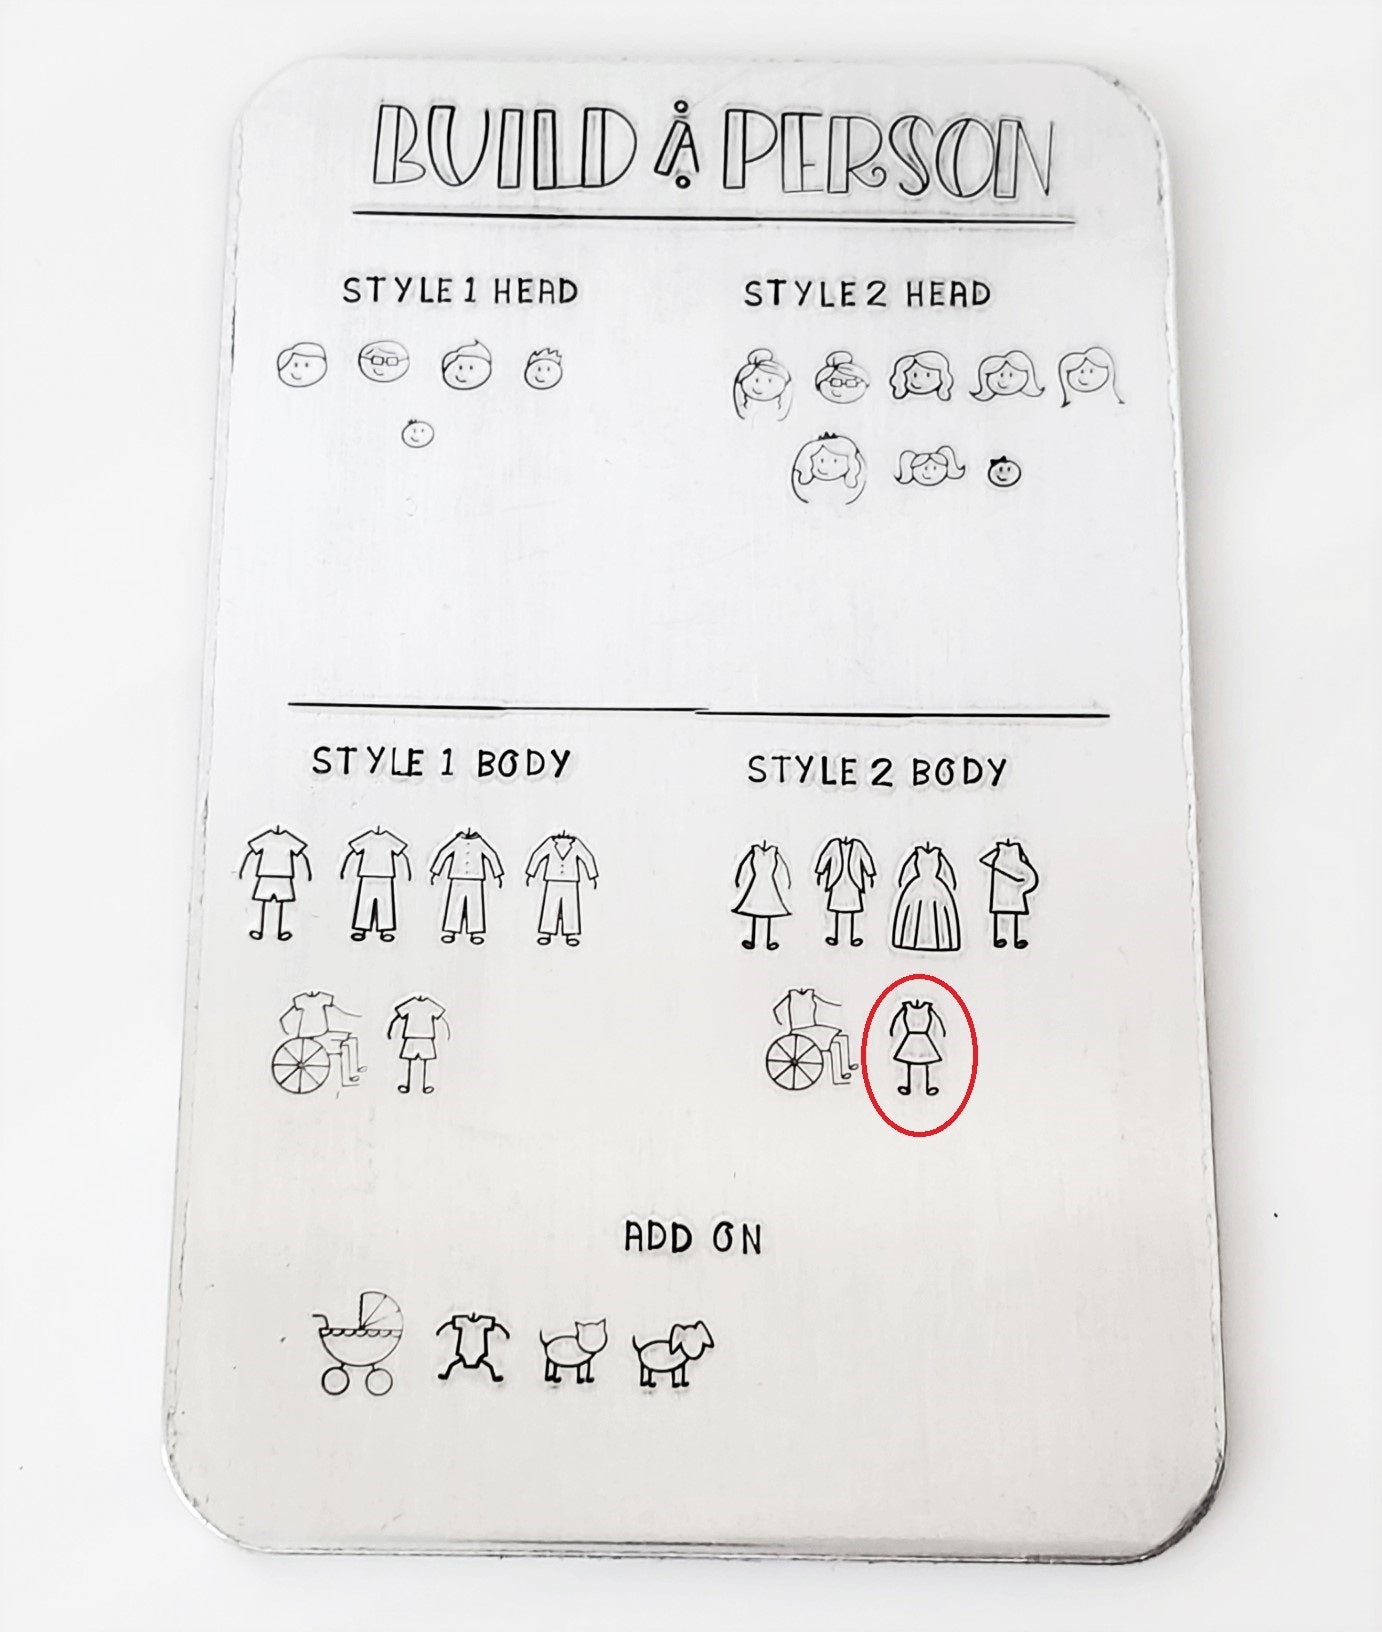 BUILD A PERSON
STYLE 1 HEAD
STYLE 2 HEAD
STYLE 1 BODY
STYLE 2 BODY
ADD ON